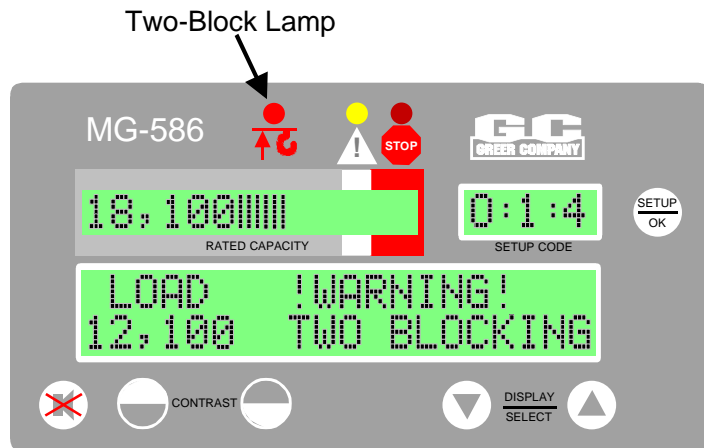 Two-Block Lamp
MG-586
!
STOP
GC
GREER COMPANY
18,100
RATED CAPACITY
0:1:4
SETUP CODE
SETUP
OK
LOAD !WARNING!
12,100 TWO BLOCKING
CONTRAST
DISPLAY
SELECT